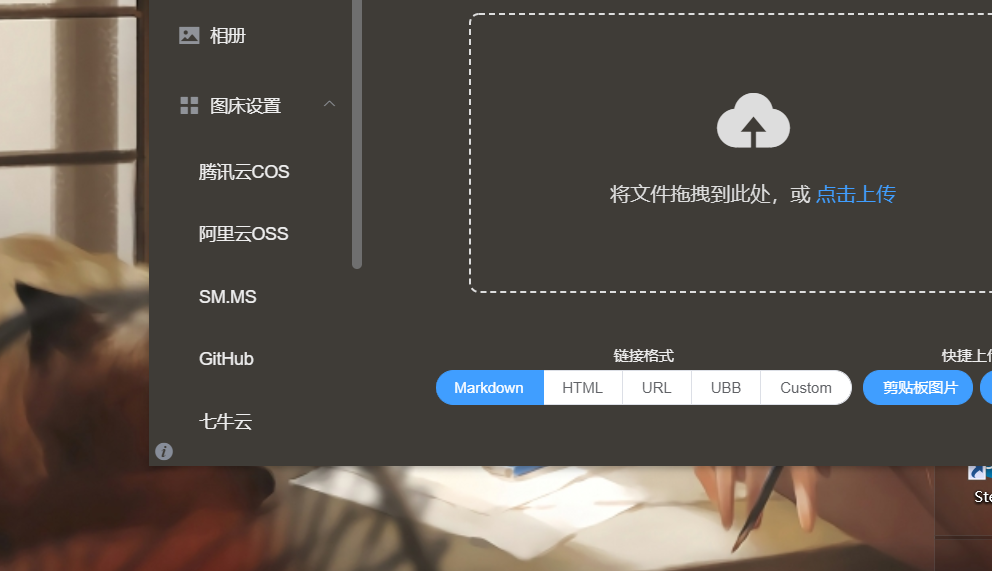 相册
图床设置
腾讯云COS
阿里云OSS
SM.MS
GitHub
七牛云
将文件拖拽到此处，或 点击上传
链接格式
Markdown HTML URL UBB Custom
快捷上
剪贴板图片
Ste